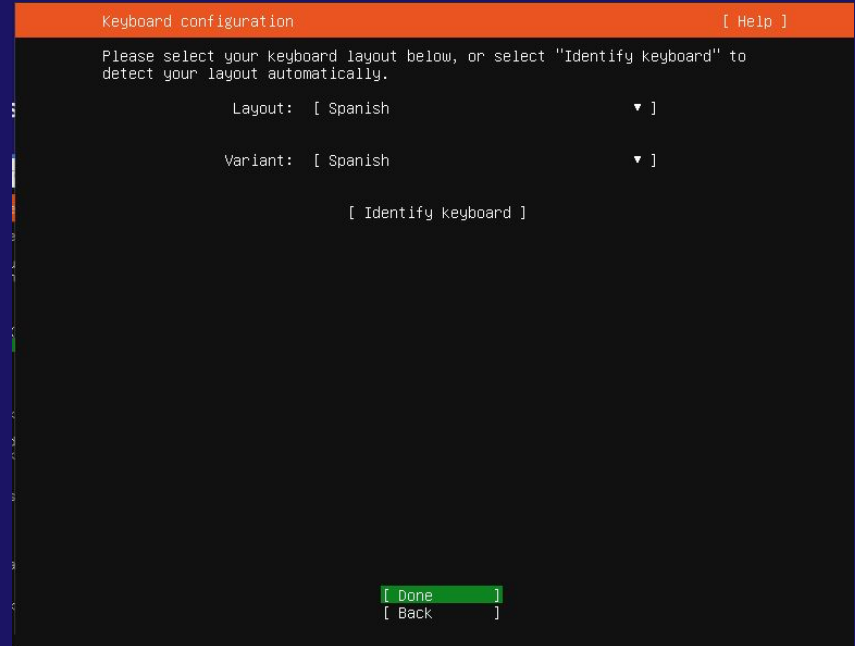 Keyboard configuration [ Help ]
Please select your keyboard layout below, or select "Identify keyboard" to
detect your layout automatically.
Layout: [ Spanish ▼ ]
Variant: [ Spanish ▼ ]
[ Identify keyboard ]
[ Done ]
[ Back ]